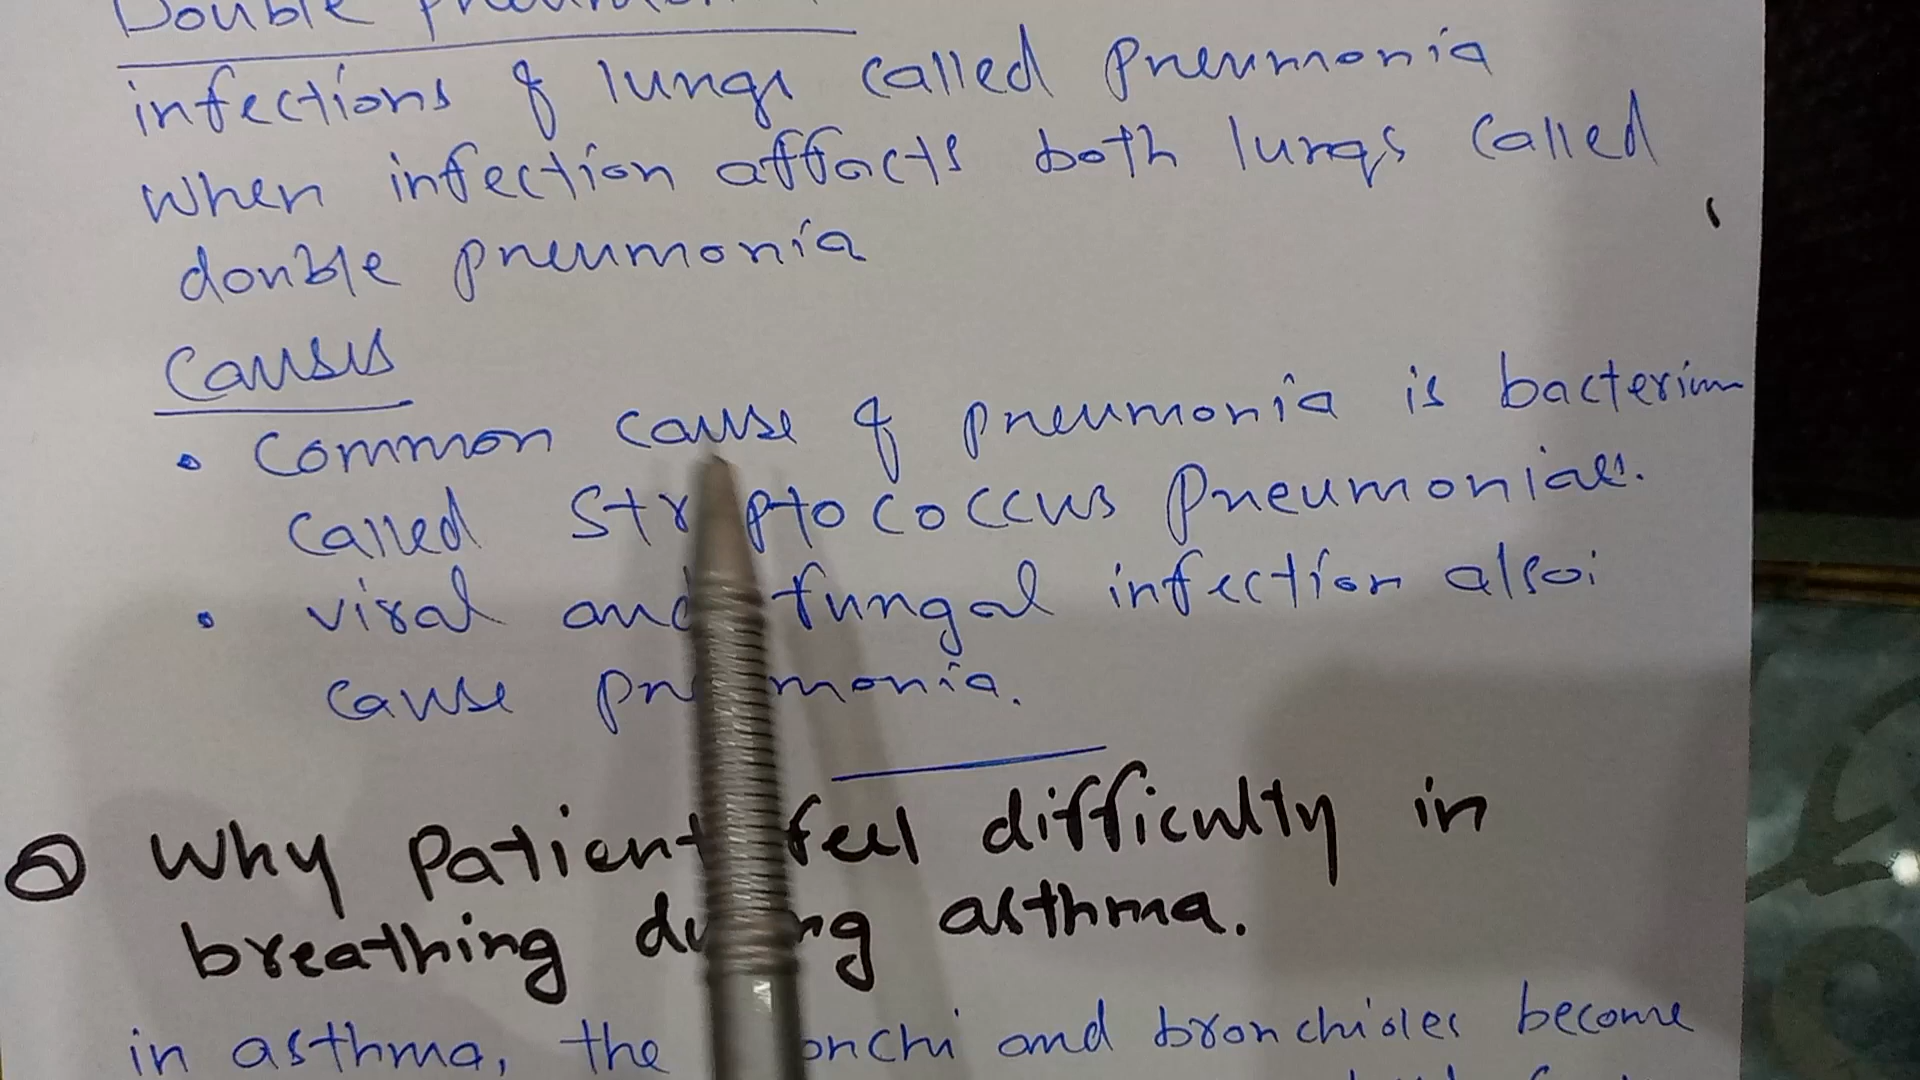 Double pneumonia
infections of lungs called pneumonia
when infection affects both lungs called
double pneumonia
Causes
• Common cause of pneumonia is bacterium
called Streptococcus Pneumoniae.
• viral and fungal infection also
cause pneumonia.
Q Why Patient feel difficulty in
breathing during asthma.
in asthma, the bronchi and bronchioles become